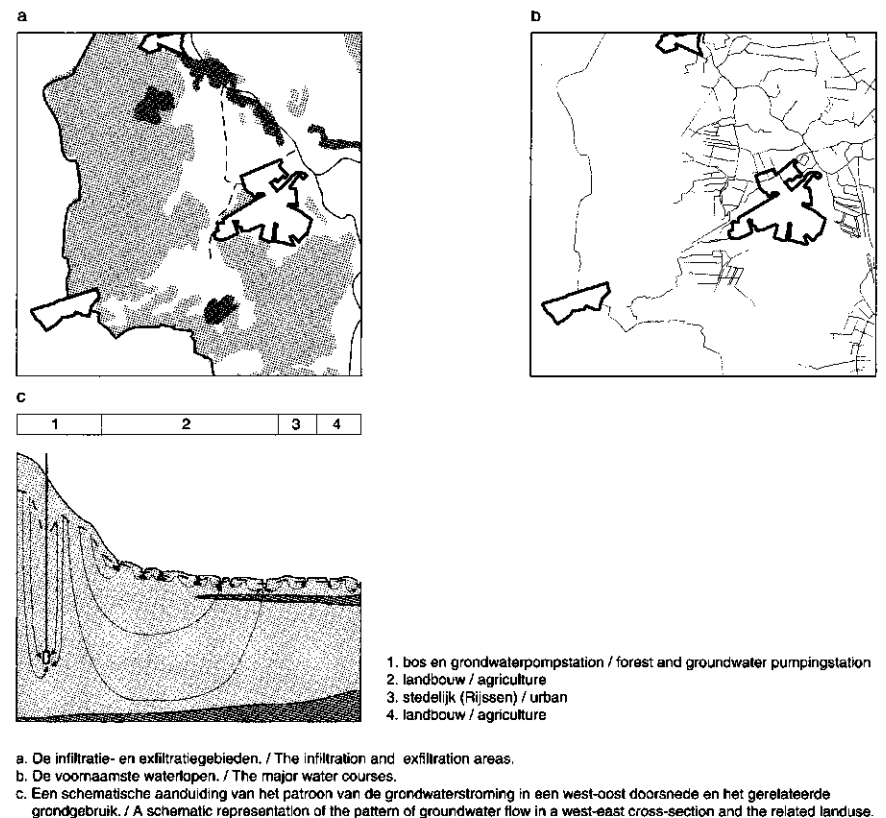 a
b
c
1 2 3 4
1. bos en grondwaterpompstation / forest and groundwater pumpingstation
2. landbouw / agriculture
3. stedelijk (Rijssen) / urban
4. landbouw / agriculture
a. De infiltratie- en exfiltratiegebieden. / The infiltration and exfiltration areas.
b. De voornaamste waterlopen. / The major water courses.
c. Een schematische aanduiding van het patroon van de grondwaterstroming in een west-oost doorsnede en het gerelateerde
grondgebruik. / A schematic representation of the pattern of groundwater flow in a west-east cross-section and the related landuse.